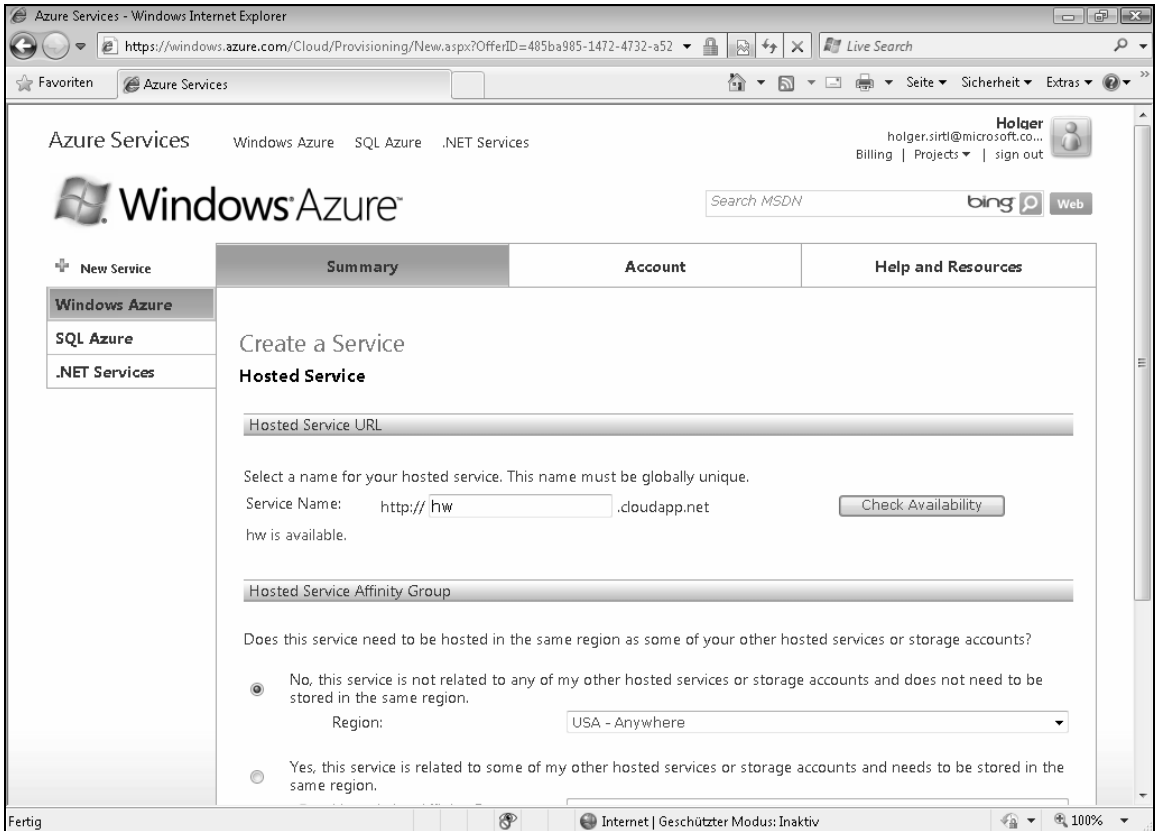 Azure Services - Windows Internet Explorer
https://windows.azure.com/Cloud/Provisioning/New.aspx?OfferID=485ba985-1472-4732-a52
Live Search
Favoriten
Azure Services
Seite
Sicherheit
Extras
Azure Services
Windows Azure
SQL Azure
.NET Services
Holger
holger.sirtl@microsoft.co...
Billing | Projects | sign out
Windows Azure™
Search MSDN
bing
Web
New Service
Summary
Account
Help and Resources
Windows Azure
SQL Azure
.NET Services
Create a Service
Hosted Service
Hosted Service URL
Select a name for your hosted service. This name must be globally unique.
Service Name: http:// hw .cloudapp.net
Check Availability
hw is available.
Hosted Service Affinity Group
Does this service need to be hosted in the same region as some of your other hosted services or storage accounts?
No, this service is not related to any of my other hosted services or storage accounts and does not need to be
stored in the same region.
Region: USA - Anywhere
Yes, this service is related to some of my other hosted services or storage accounts and needs to be stored in the
same region.
Fertig
Internet | Geschützter Modus: Inaktiv
100%